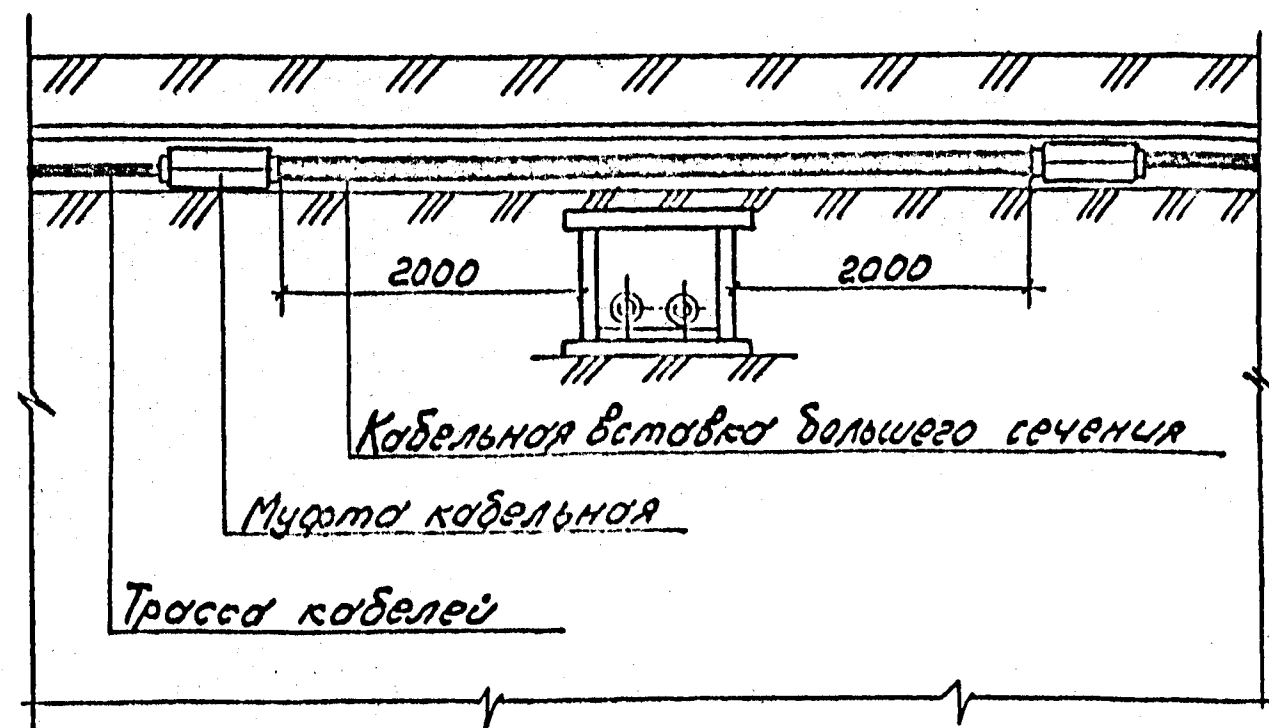 2000
2000
Кабельная вставка большего сечения
Муфта кабельная
Трасса кабелей